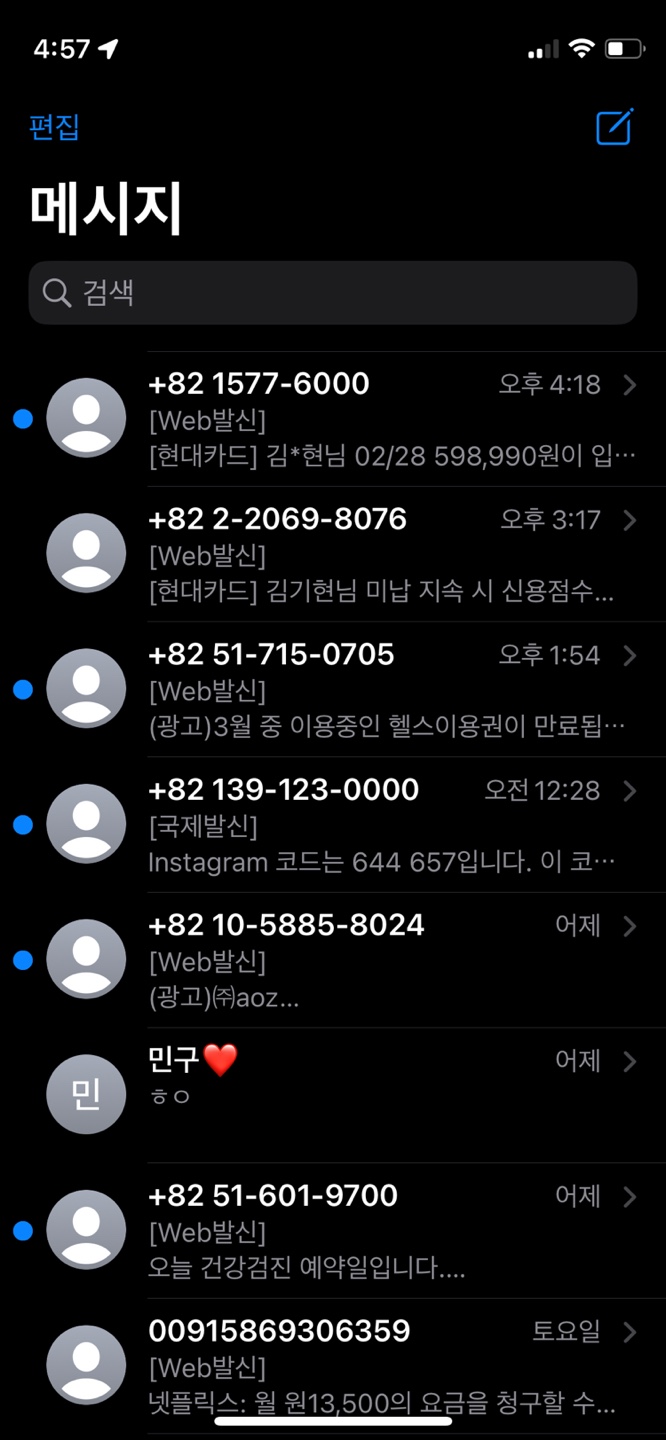 4:57
편집
메시지
검색
+82 1577-6000 오후 4:18
[Web발신]
[현대카드] 김*현님 02/28 598,990원이 입…
+82 2-2069-8076 오후 3:17
[Web발신]
[현대카드] 김기현님 미납 지속 시 신용점수...
+82 51-715-0705 오후 1:54
[Web발신]
(광고)3월 중 이용중인 헬스이용권이 만료됩…
+82 139-123-0000 오전 12:28
[국제발신]
Instagram 코드는 644 657입니다. 이 코…
+82 10-5885-8024 어제
[Web발신]
(광고)㈜aoz...
민구❤️ 어제
민
ㅎㅇ
+82 51-601-9700 어제
[Web발신]
오늘 건강검진 예약일입니다....
00915869306359 토요일
[Web발신]
넷플릭스: 월 원13,500의 요금을 청구할 수...